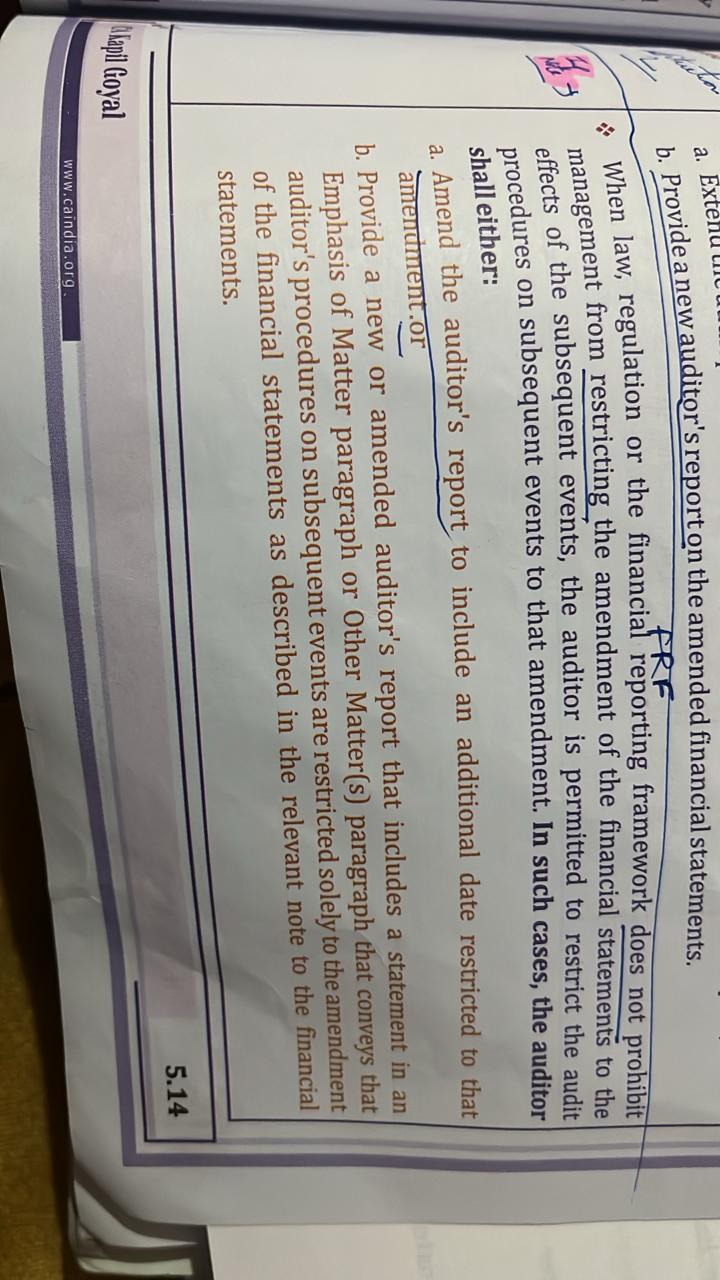 a. Extend the
b. Provide a new auditor's report on the amended financial statements.
FRF
❖ When law, regulation or the financial reporting framework does not prohibit
management from restricting the amendment of the financial statements to the
effects of the subsequent events, the auditor is permitted to restrict the audit
procedures on subsequent events to that amendment. In such cases, the auditor
shall either:
a. Amend the auditor's report to include an additional date restricted to that
amendment.or
b. Provide a new or amended auditor's report that includes a statement in an
Emphasis of Matter paragraph or Other Matter(s) paragraph that conveys that
auditor's procedures on subsequent events are restricted solely to the amendment
of the financial statements as described in the relevant note to the financial
statements.
5.14
Kapil Goyal
www.caindia.org